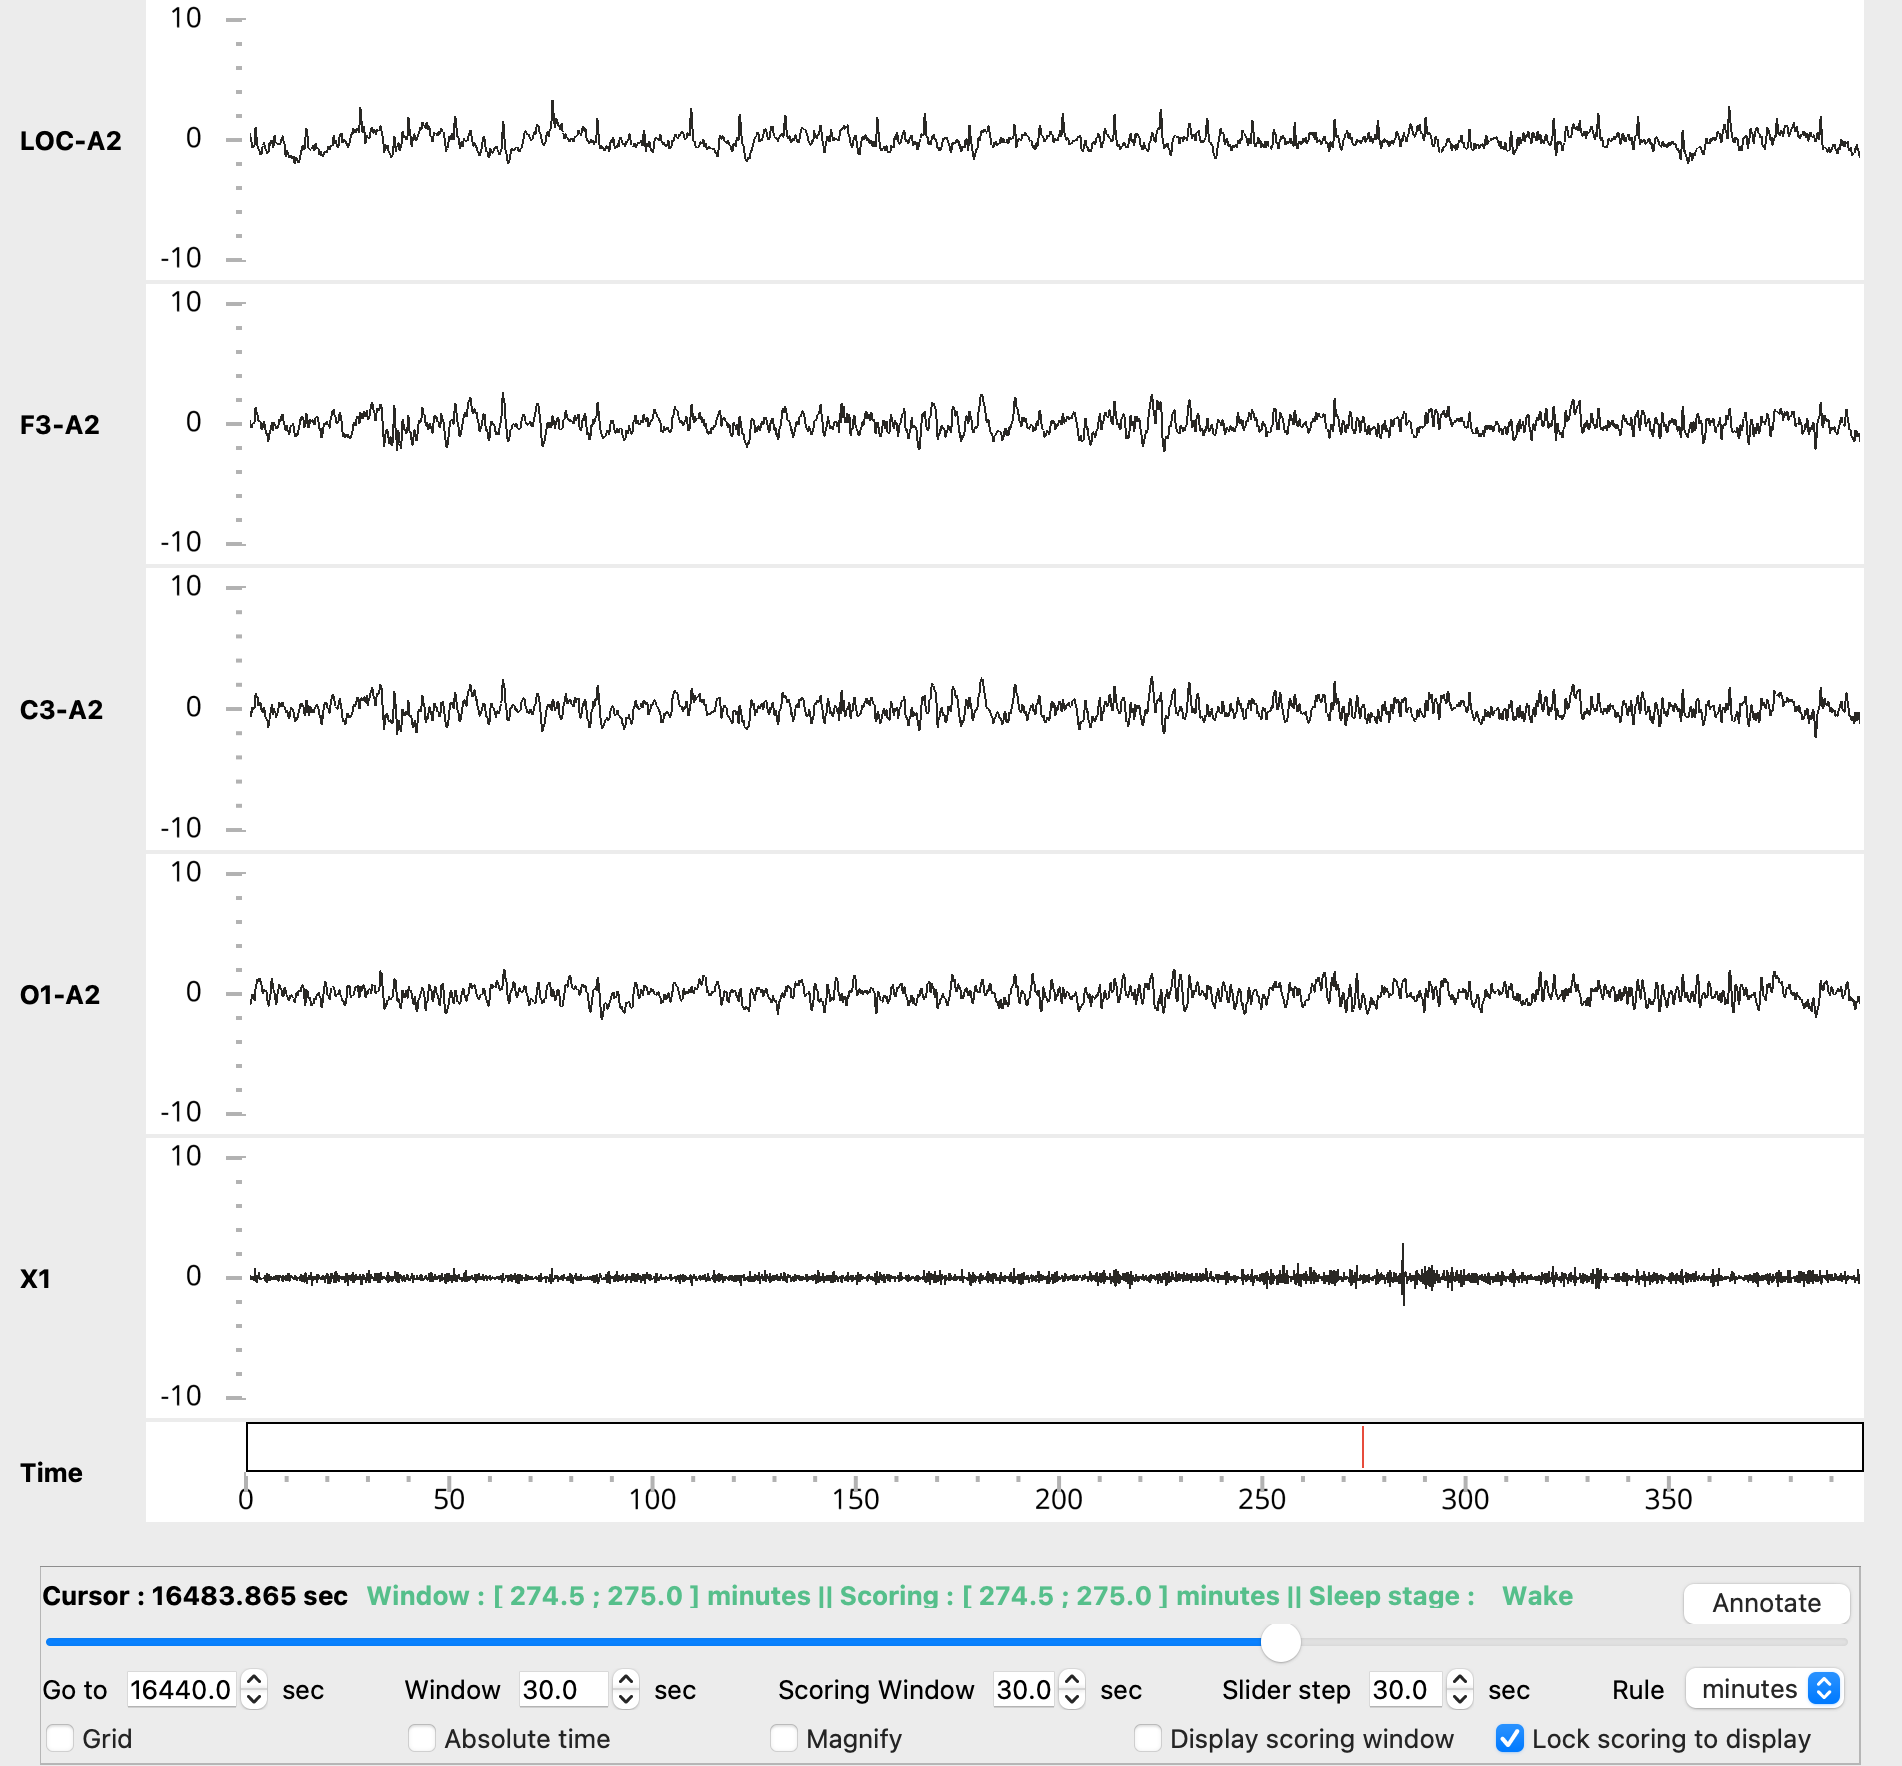 10
LOC-A2 0
-10
10
F3-A2 0
-10
10
C3-A2 0
-10
10
O1-A2 0
-10
10
X1 0
-10
Time
0 50 100 150 200 250 300 350
Cursor : 16483.865 sec Window : [ 274.5 ; 275.0 ] minutes || Scoring : [ 274.5 ; 275.0 ] minutes || Sleep stage : Wake Annotate
Go to 16440.0 sec Window 30.0 sec Scoring Window 30.0 sec Slider step 30.0 sec Rule minutes
Grid Absolute time Magnify Display scoring window Lock scoring to display